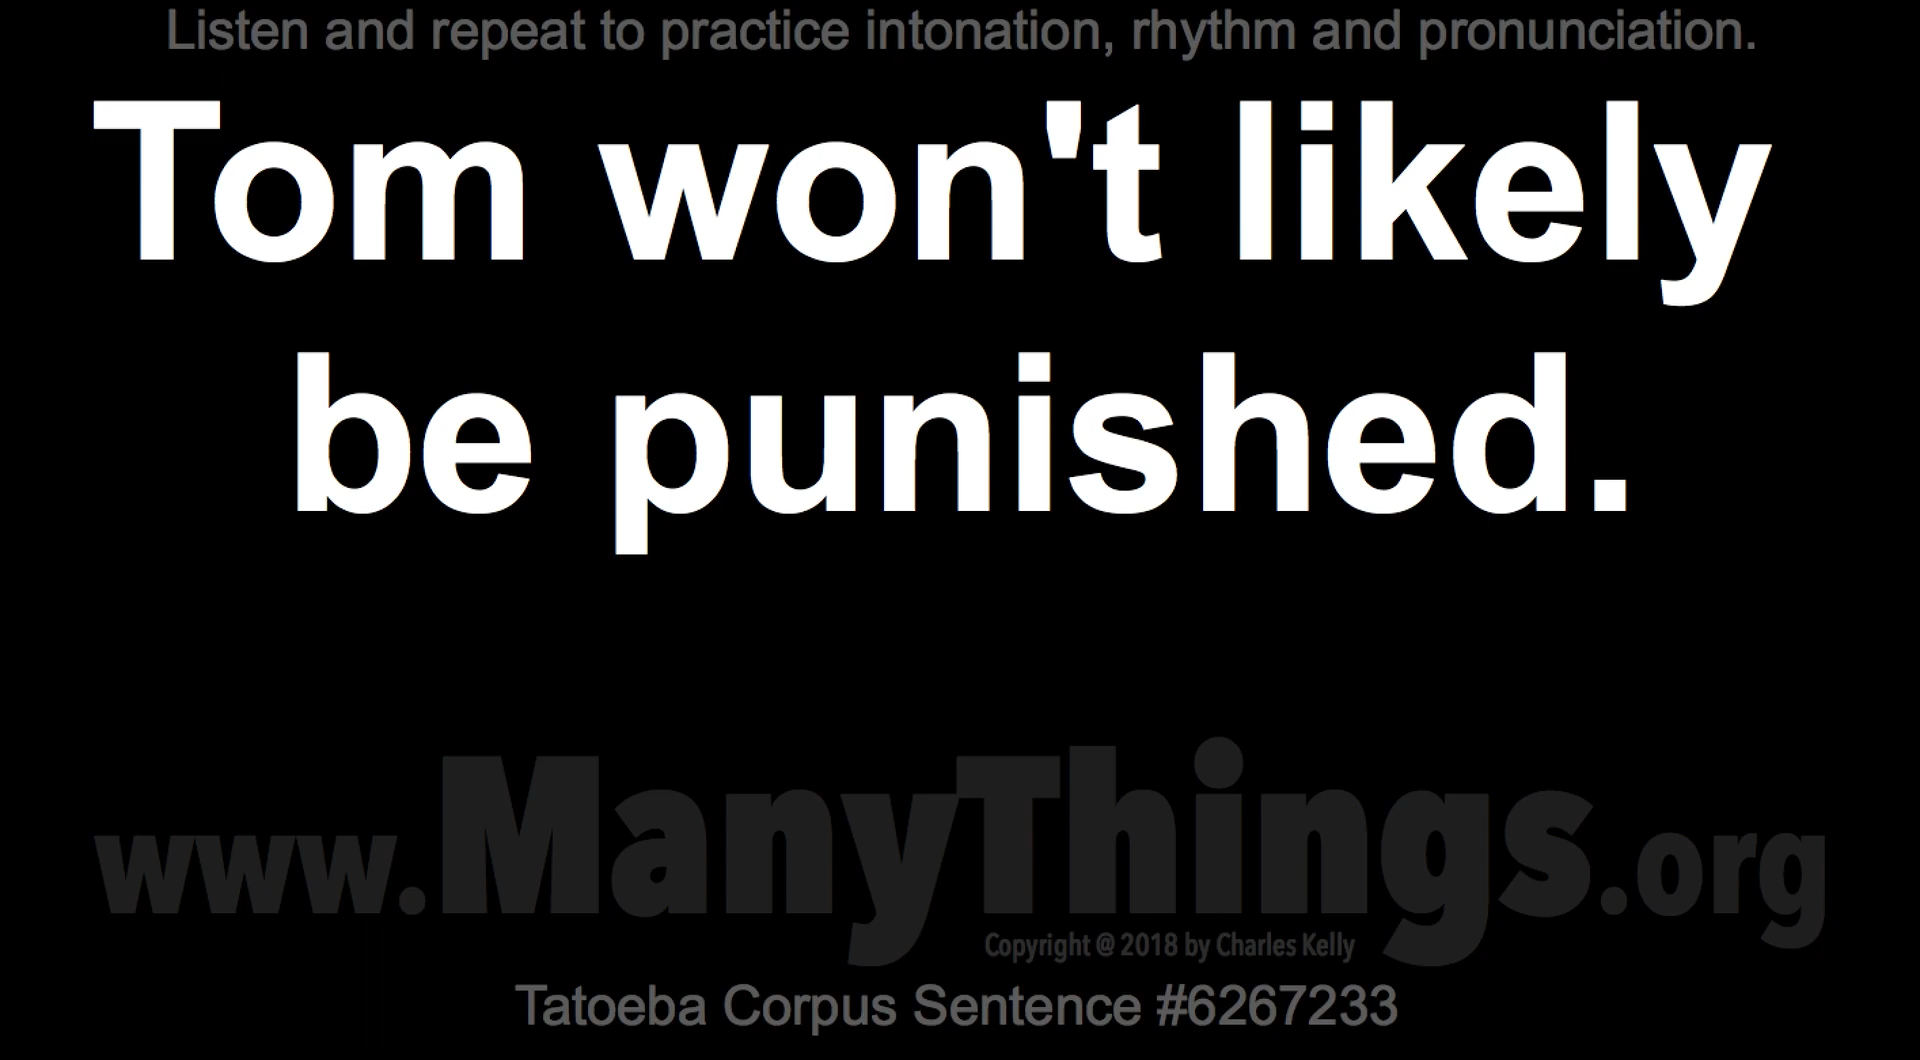 Listen and repeat to practice intonation, rhythm and pronunciation.
Tom won't likely
be punished.
www.ManyThings.org
Copyright @ 2018 by Charles Kelly
Tatoeba Corpus Sentence #6267233